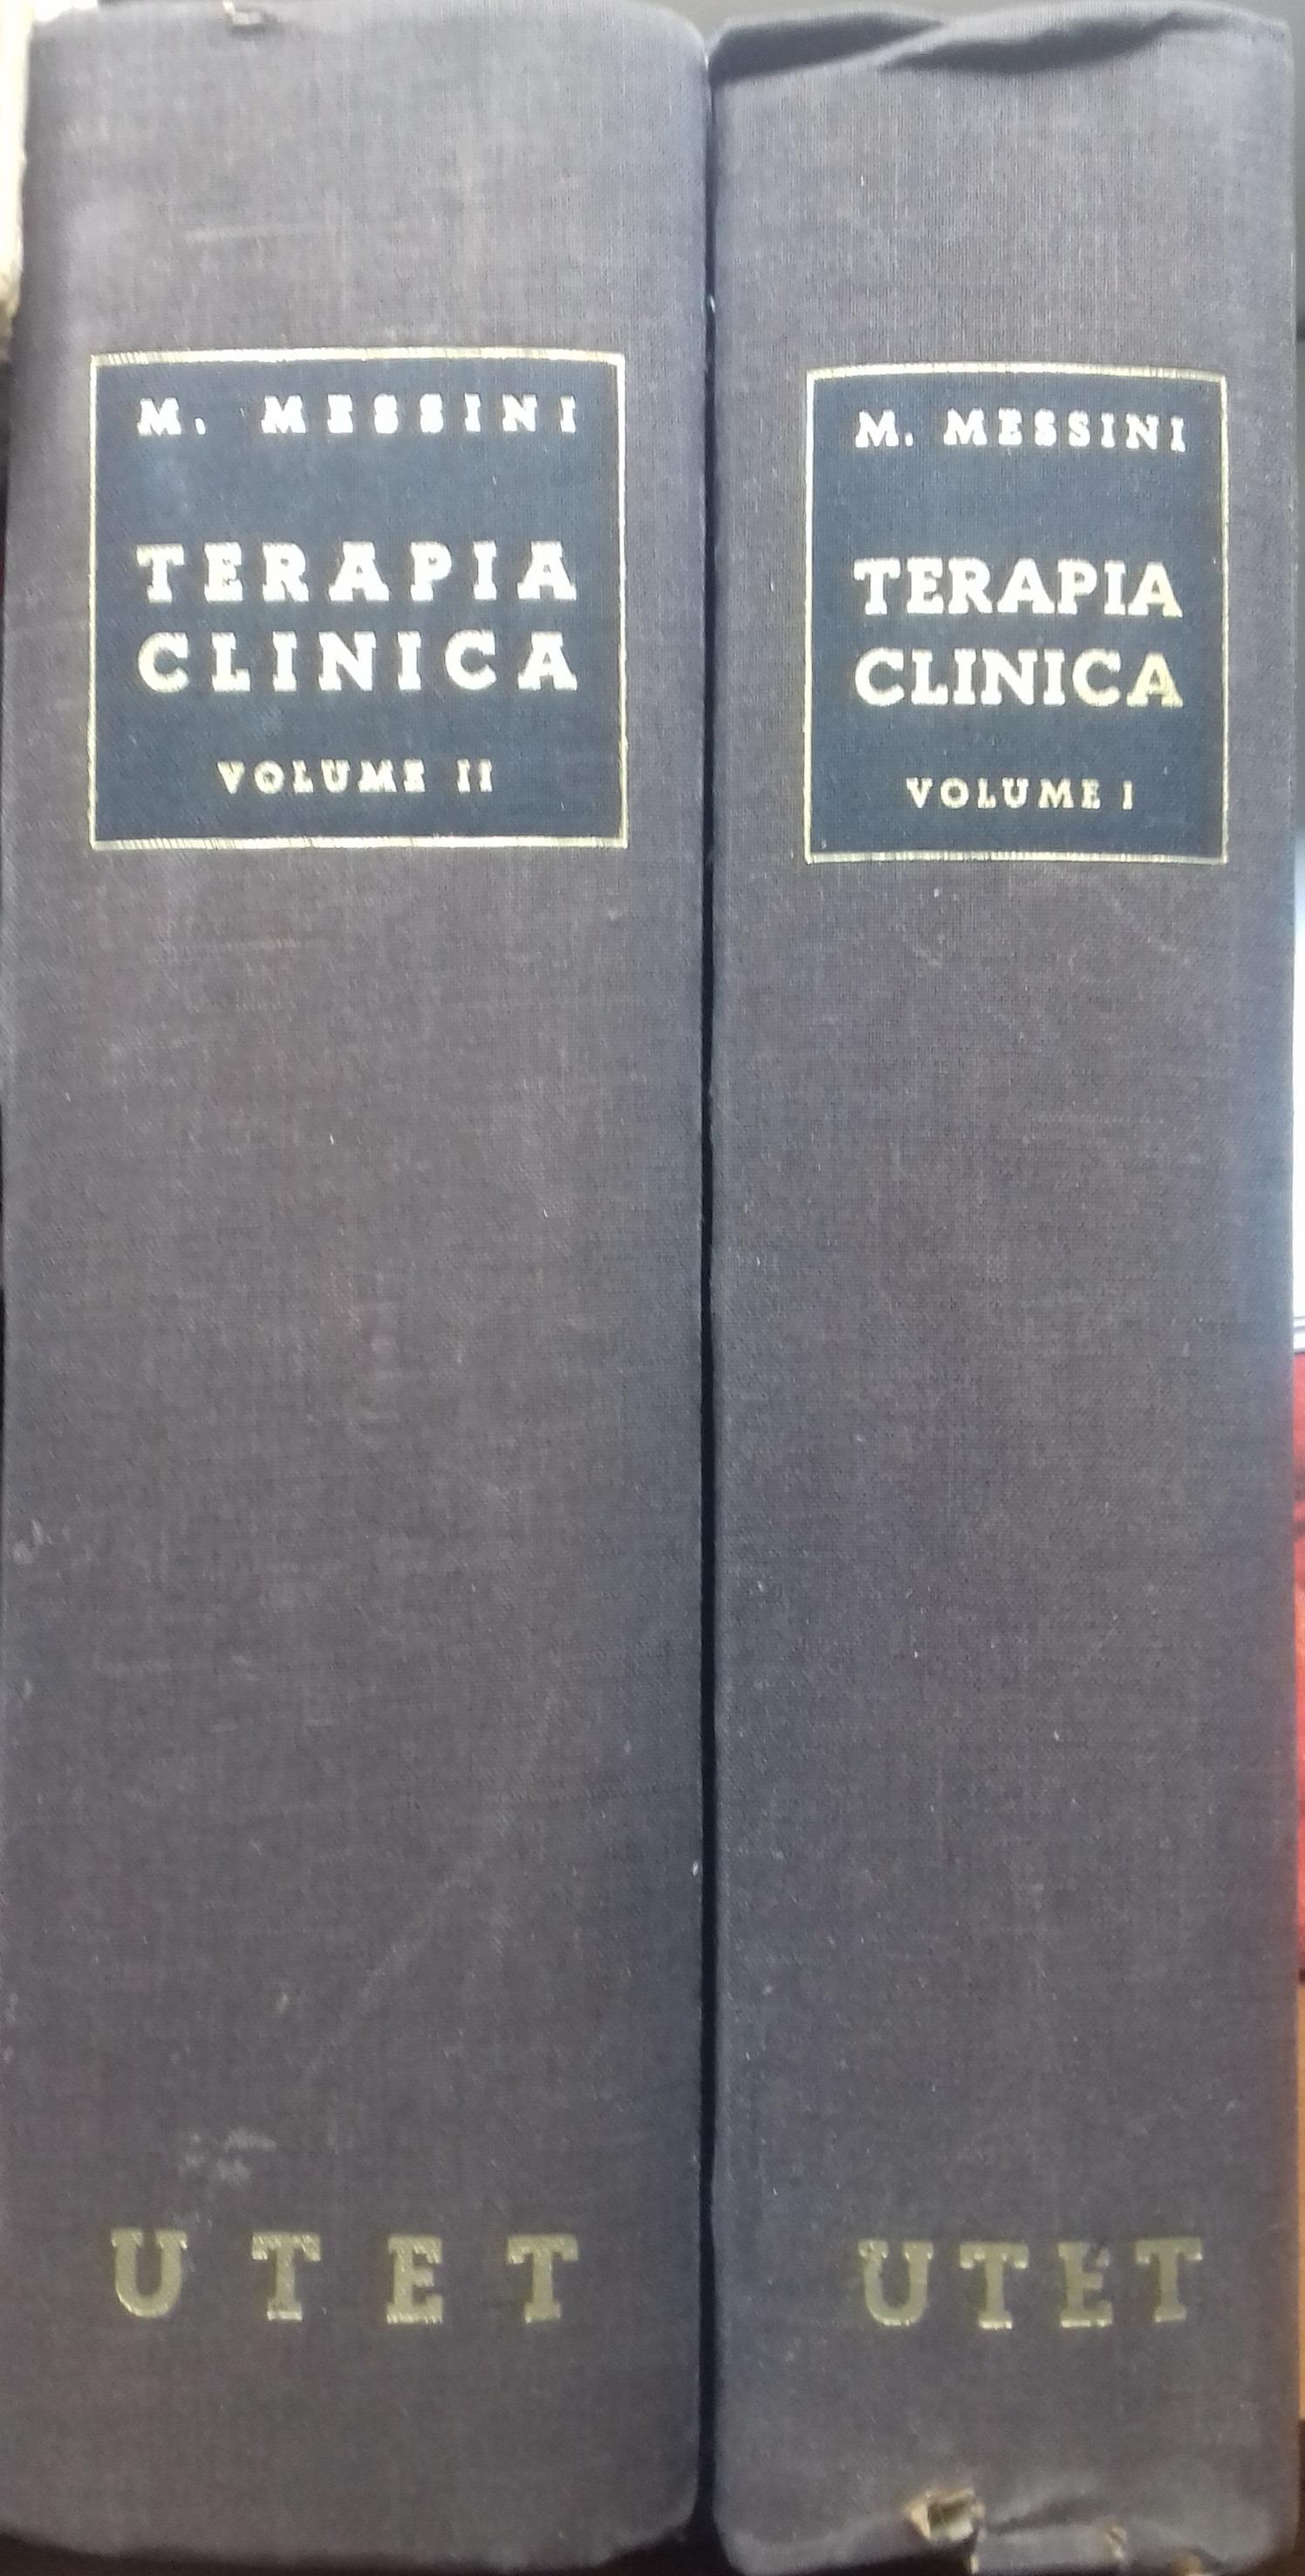 M. MESSINI
TERAPIA
CLINICA
VOLUME II
UTET
M. MESSINI
TERAPIA
CLINICA
VOLUME I
UTET